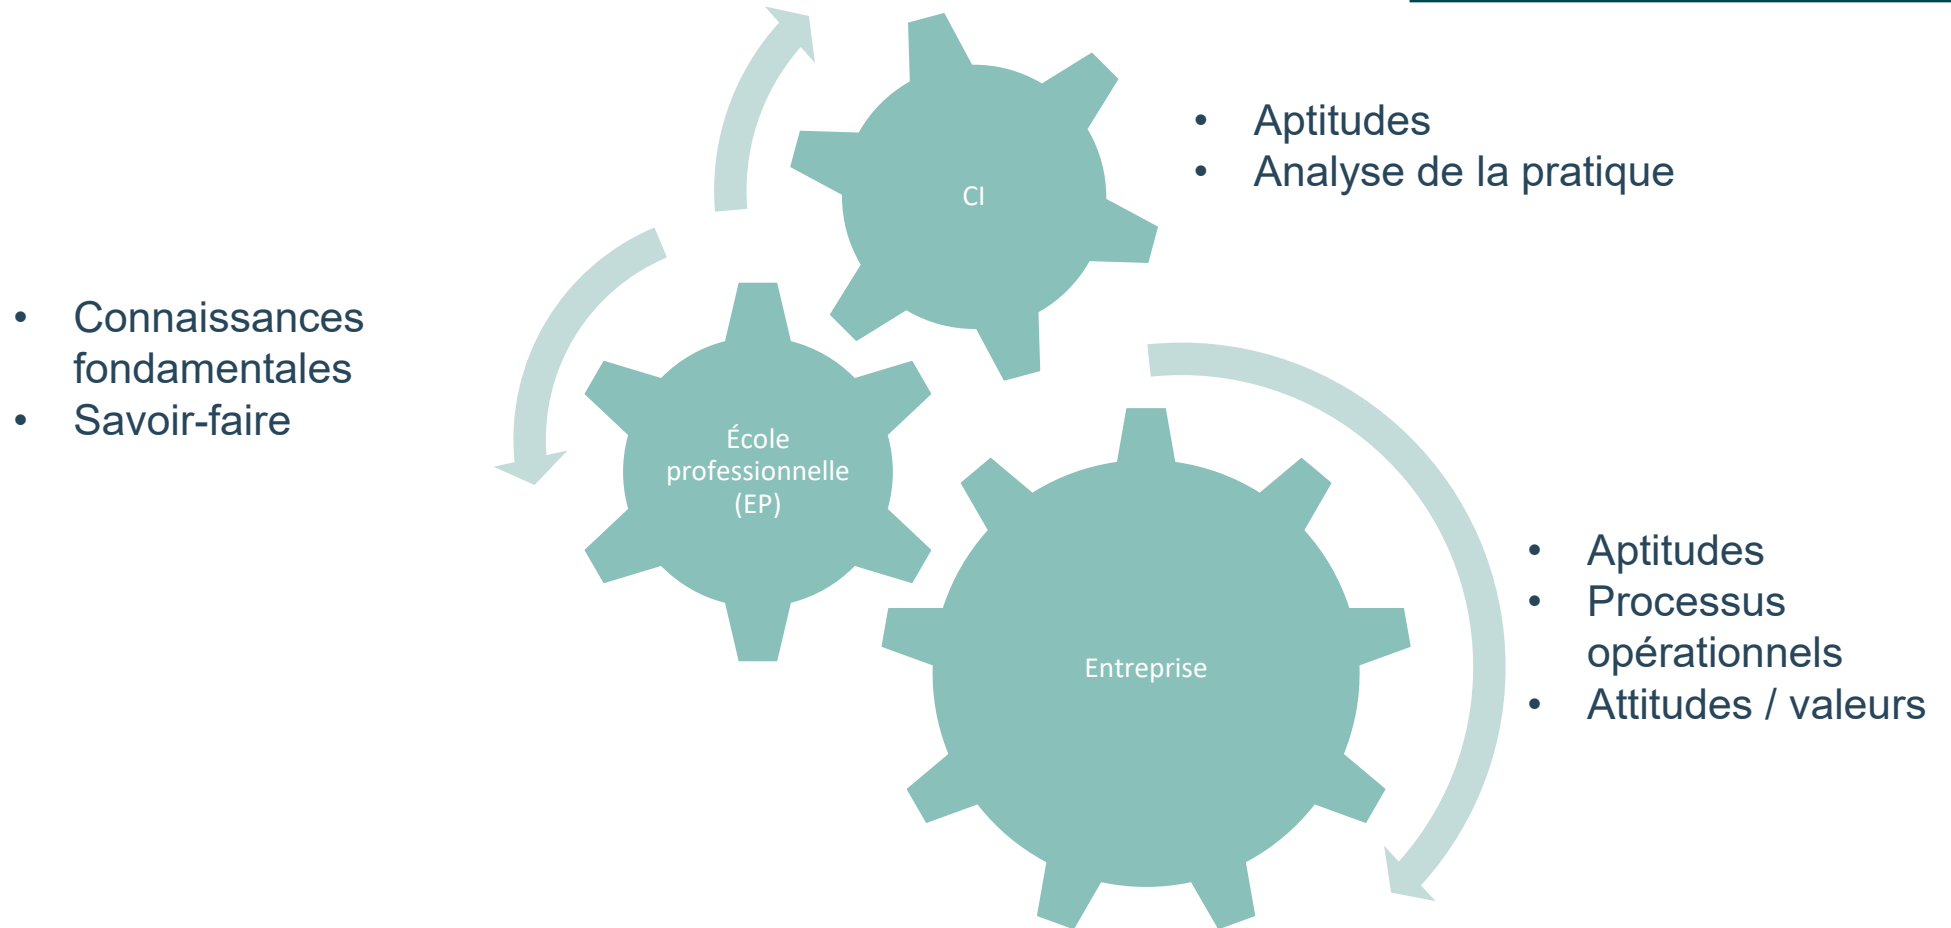 • Aptitudes
• Analyse de la pratique
CI
• Connaissances
fondamentales
• Savoir-faire
École
professionnelle
(EP)
Entreprise
• Aptitudes
• Processus
opérationnels
• Attitudes / valeurs